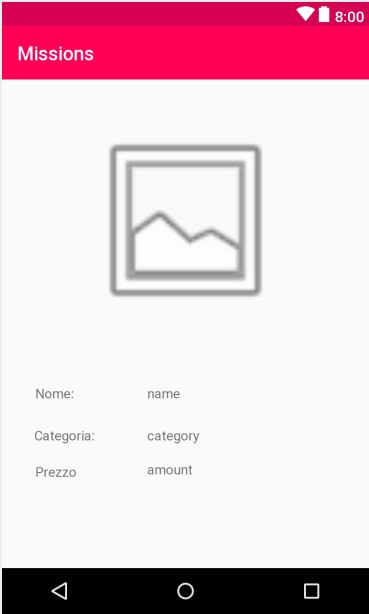 8:00
Missions
Nome: name
Categoria: category
Prezzo amount